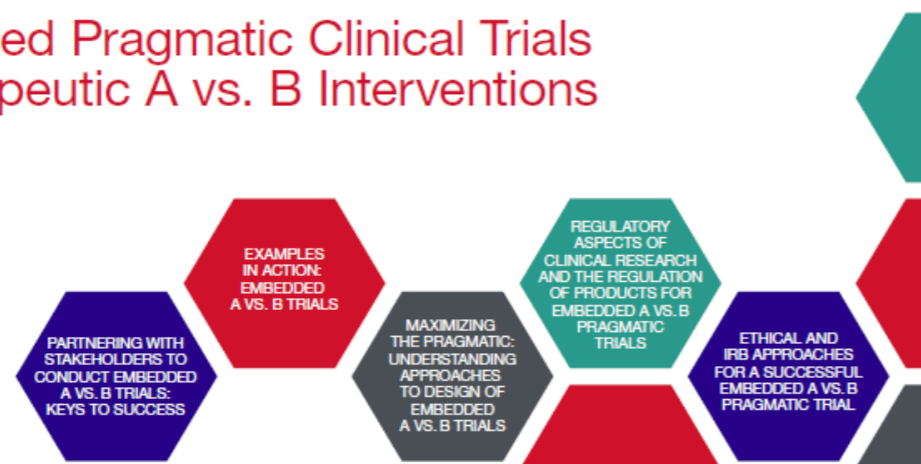 ed Pragmatic Clinical Trials
peutic A vs. B Interventions
PARTNERING WITH
STAKEHOLDERS TO
CONDUCT EMBEDDED
A VS. B TRIALS:
KEYS TO SUCCESS
EXAMPLES
IN ACTION:
EMBEDDED
A VS. B TRIALS
MAXIMIZING
THE PRAGMATIC:
UNDERSTANDING
APPROACHES
TO DESIGN OF
EMBEDDED
A VS. B TRIALS
REGULATORY
ASPECTS OF
CLINICAL RESEARCH
AND THE REGULATION
OF PRODUCTS FOR
EMBEDDED A VS. B
PRAGMATIC
TRIALS
ETHICAL AND
IRB APPROACHES
FOR A SUCCESSFUL
EMBEDDED A VS. B
PRAGMATIC TRIAL